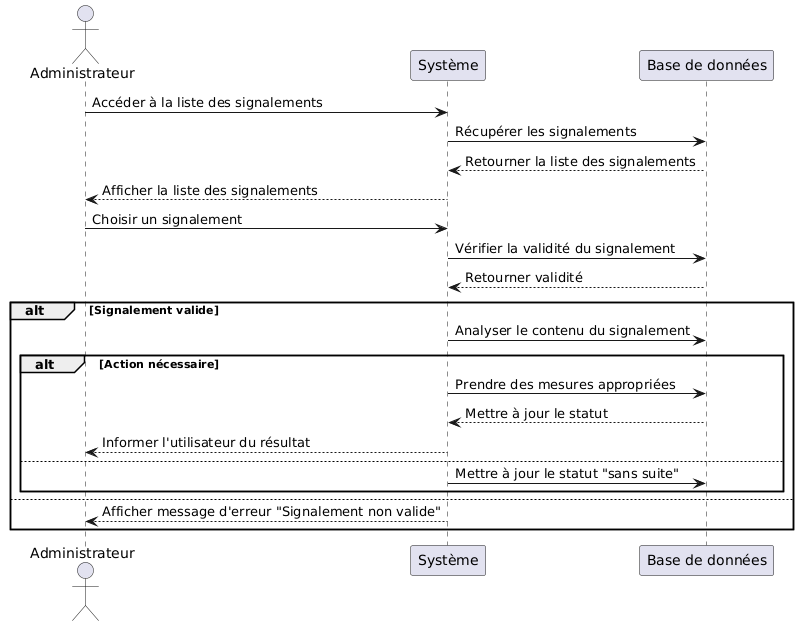 Administrateur
Système
Base de données
Accéder à la liste des signalements
Récupérer les signalements
Retourner la liste des signalements
Afficher la liste des signalements
Choisir un signalement
Vérifier la validité du signalement
Retourner validité
alt [Signalement valide]
Analyser le contenu du signalement
alt [Action nécessaire]
Prendre des mesures appropriées
Mettre à jour le statut
Informer l'utilisateur du résultat
Mettre à jour le statut "sans suite"
Afficher message d'erreur "Signalement non valide"
Administrateur
Système
Base de données